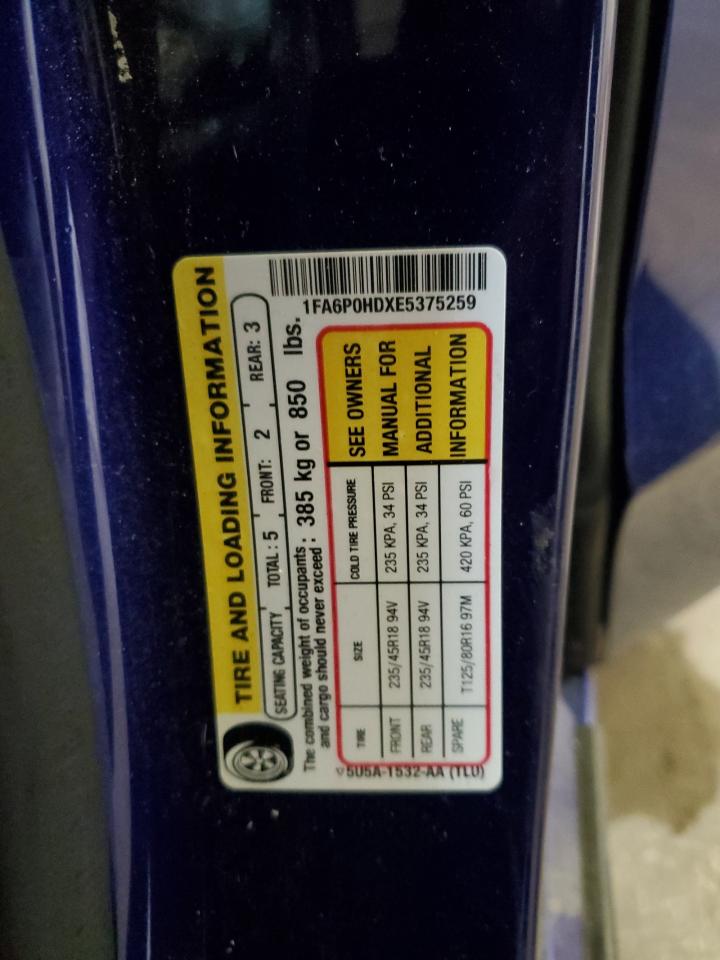 TIRE AND LOADING INFORMATION
SEATING CAPACITY TOTAL: 5 FRONT: 2 REAR: 3
The combined weight of occupants : 385 kg or 850 lbs.
and cargo should never exceed :
1FA6P0HDXE5375259
TIRE SIZE COLD TIRE PRESSURE
FRONT 235/45R18 94V 235 KPA, 34 PSI
REAR 235/45R18 94V 235 KPA, 34 PSI
SPARE T125/80R16 97M 420 KPA, 60 PSI
SEE OWNERS
MANUAL FOR
ADDITIONAL
INFORMATION
5U5A-1532-AA (TLU)